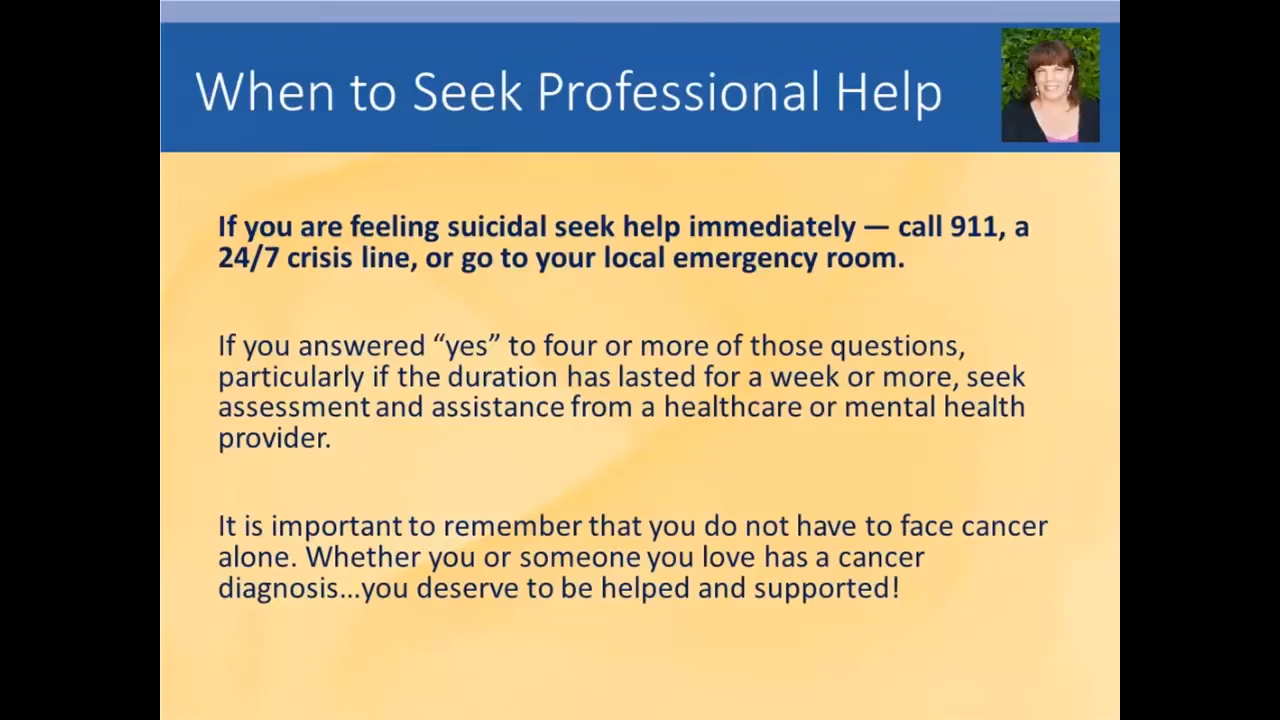 When to Seek Professional Help
If you are feeling suicidal seek help immediately — call 911, a
24/7 crisis line, or go to your local emergency room.
If you answered “yes” to four or more of those questions,
particularly if the duration has lasted for a week or more, seek
assessment and assistance from a healthcare or mental health
provider.
It is important to remember that you do not have to face cancer
alone. Whether you or someone you love has a cancer
diagnosis…you deserve to be helped and supported!